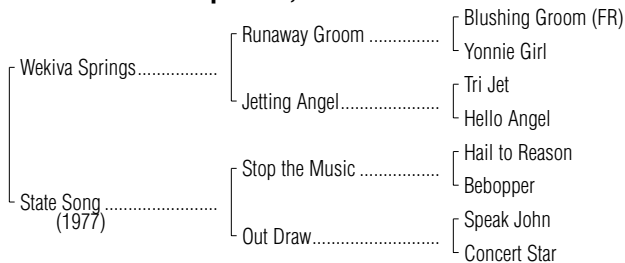 Blushing Groom (FR)
Runaway Groom ................
Yonnie Girl
Wekiva Springs.................
Tri Jet
Jetting Angel.....................
Hello Angel
Hail to Reason
Stop the Music .................
Bebopper
State Song ........................
(1977)
Speak John
Out Draw...........................
Concert Star